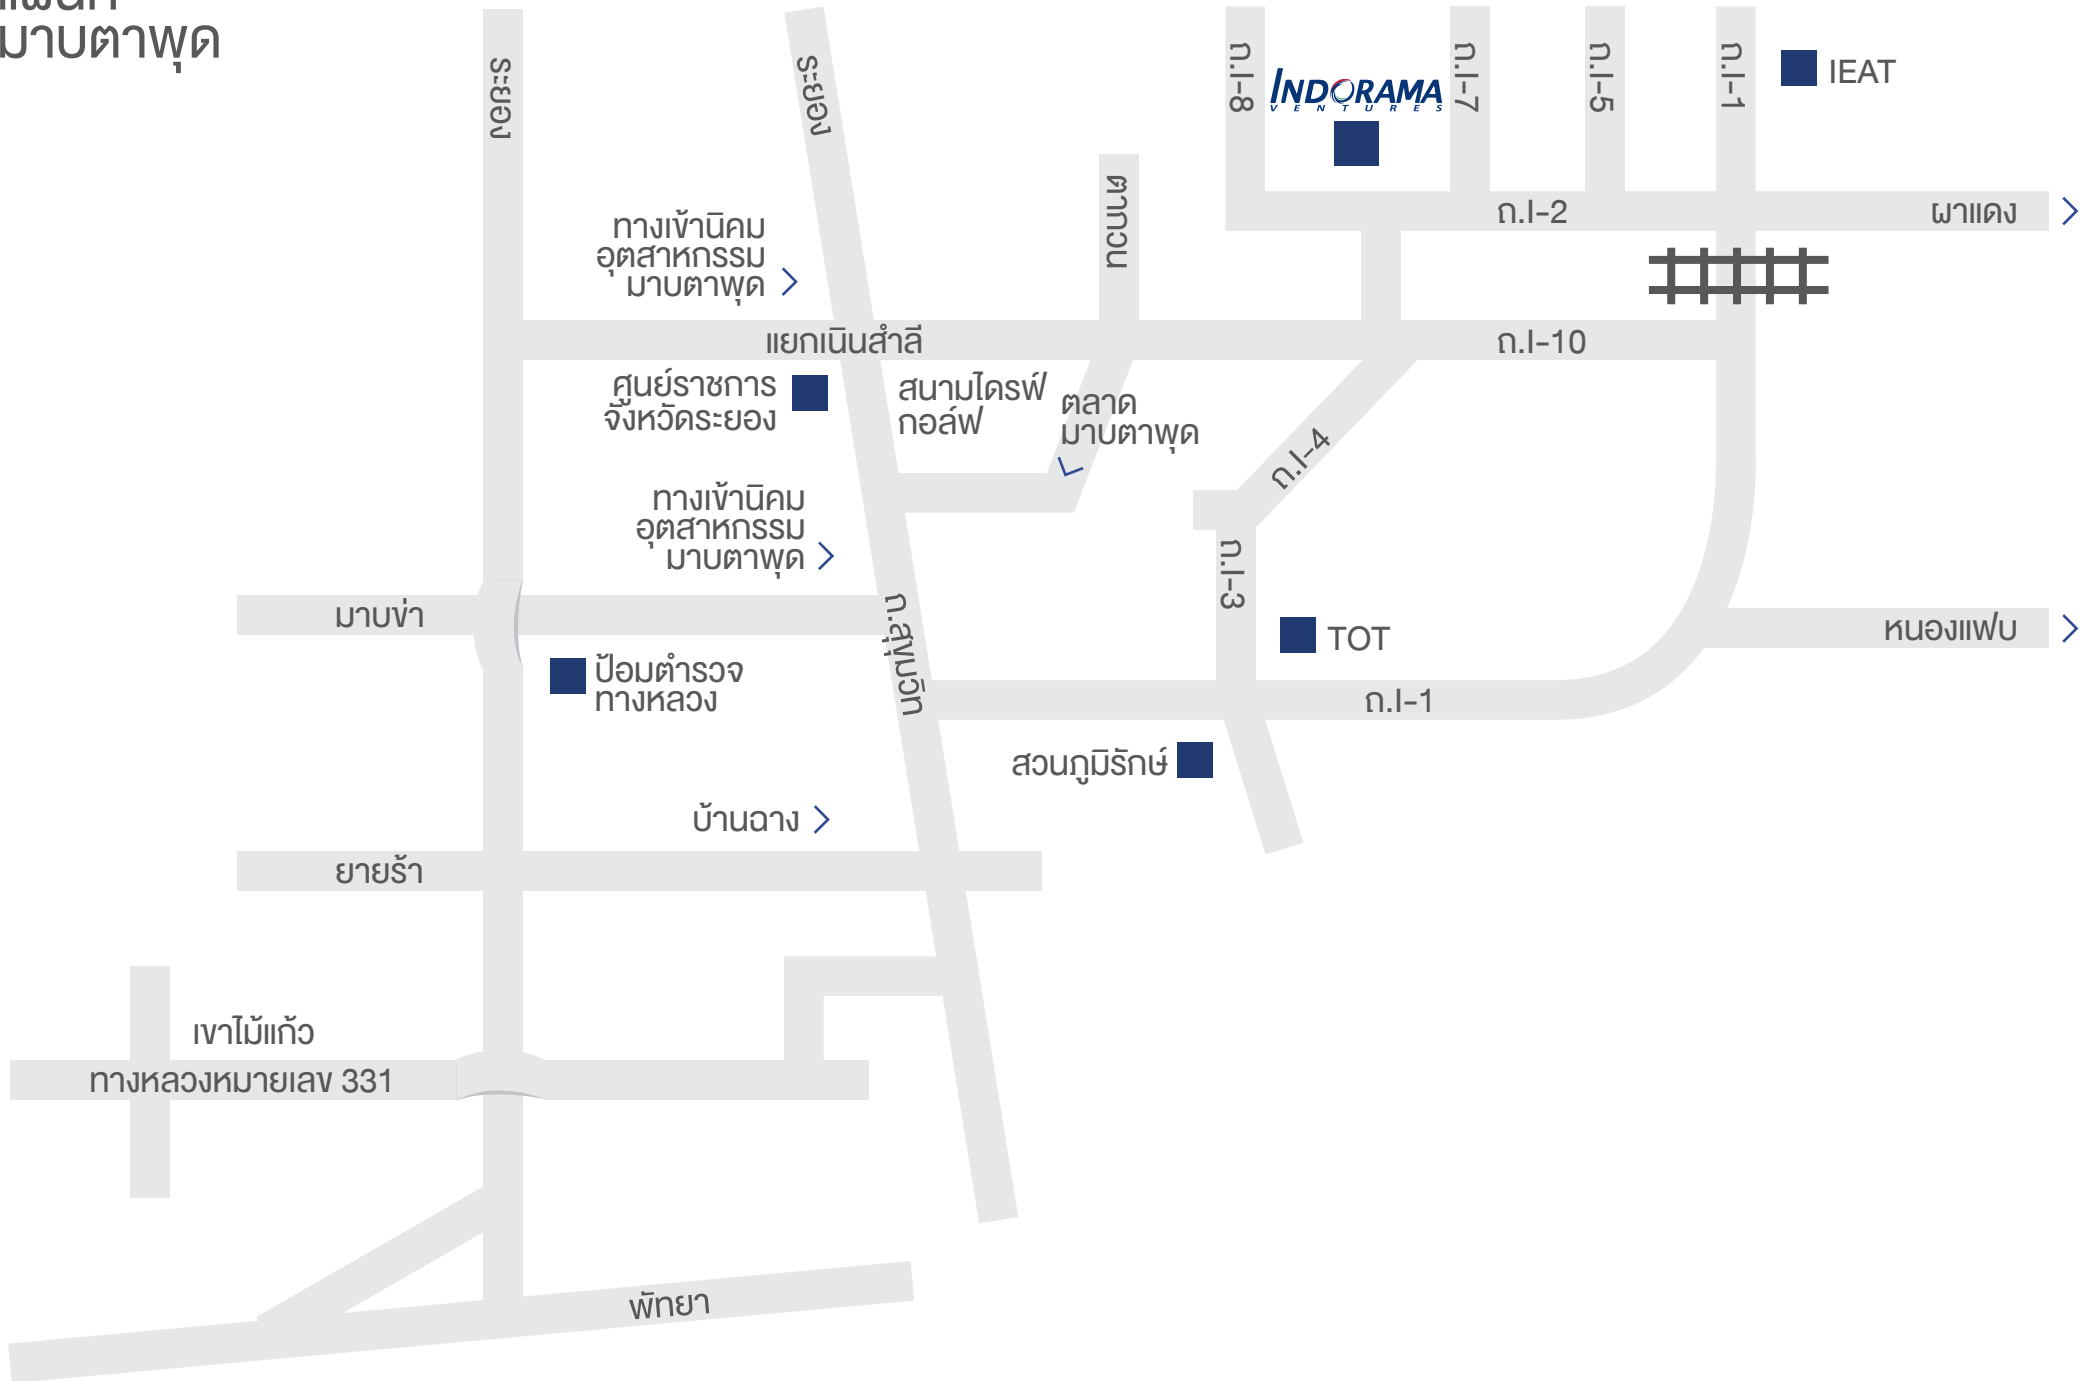 มาบตาพุด
ระยอง
ระยอง
ถ.I-8
INDORAMA
VENTURES
ถ.I-7
ถ.I-5
ถ.I-1
IEAT
ตากวน
ถ.I-2
ผาแดง
ทางเข้านิคม
อุตสาหกรรม
มาบตาพุด
แยกเนินสำลี
ถ.I-10
ศูนย์ราชการ
จังหวัดระยอง
สนามไดรฟ์
กอล์ฟ
ตลาด
มาบตาพุด
ถ.I-4
ทางเข้านิคม
อุตสาหกรรม
มาบตาพุด
ถ.I-3
มาบข่า
ถ.สุขุมวิท
TOT
หนองแฟบ
ป้อมตำรวจ
ทางหลวง
ถ.I-1
สวนภูมิรักษ์
บ้านฉาง
ยายร้า
เขาไม้แก้ว
ทางหลวงหมายเลข 331
พัทยา